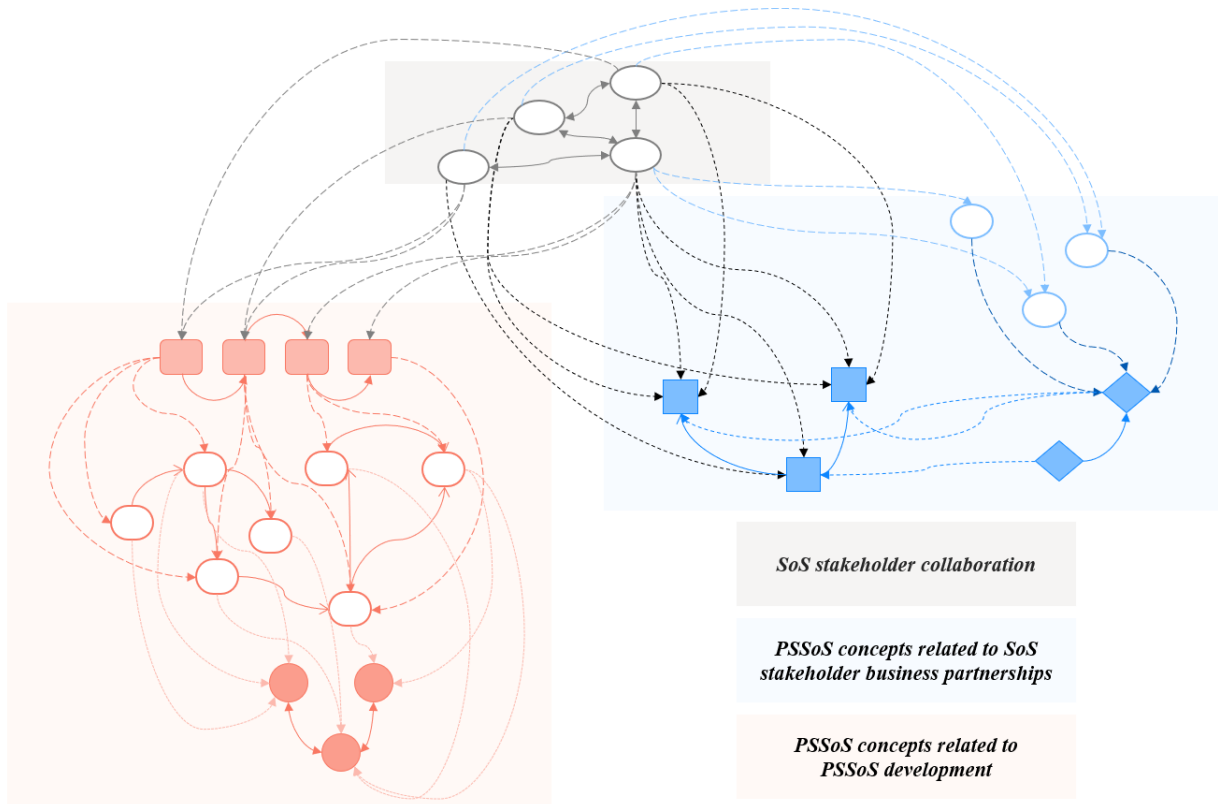 SoS stakeholder collaboration
PSSoS concepts related to SoS
stakeholder business partnerships
PSSoS concepts related to
PSSoS development